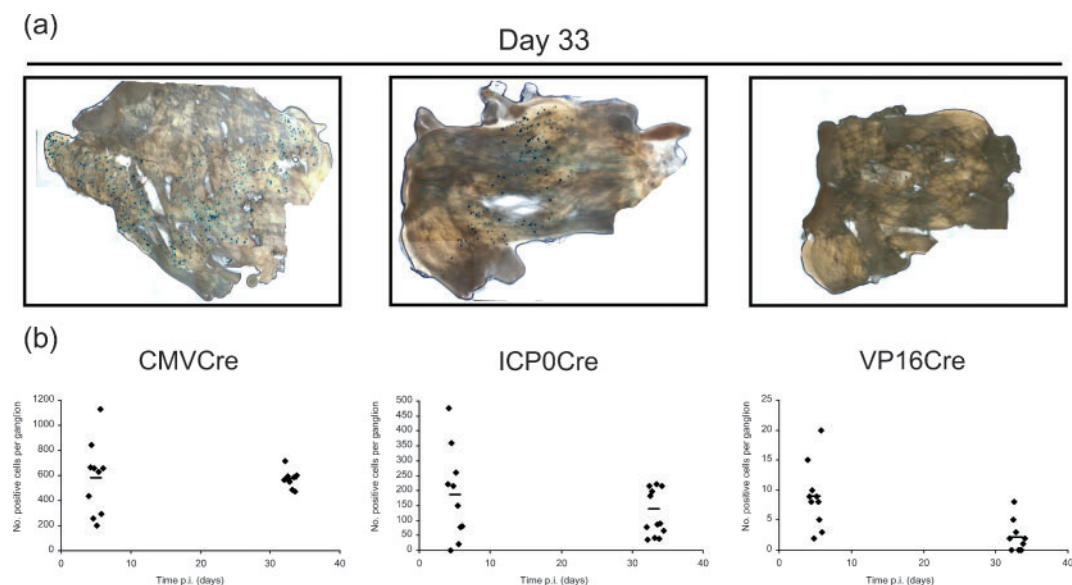 (a)
Day 33
(b)
CMVCre
ICP0Cre
VP16Cre
No. positive cells per ganglion
1200
1000
800
600
400
200
0
0 10 20 30 40
Time p.i. (days)
No. positive cells per ganglion
500
450
400
350
300
250
200
150
100
50
0
0 10 20 30 40
Time p.i. (days)
No. positive cells per ganglion
25
20
15
10
5
0
0 10 20 30 40
Time p.i. (days)